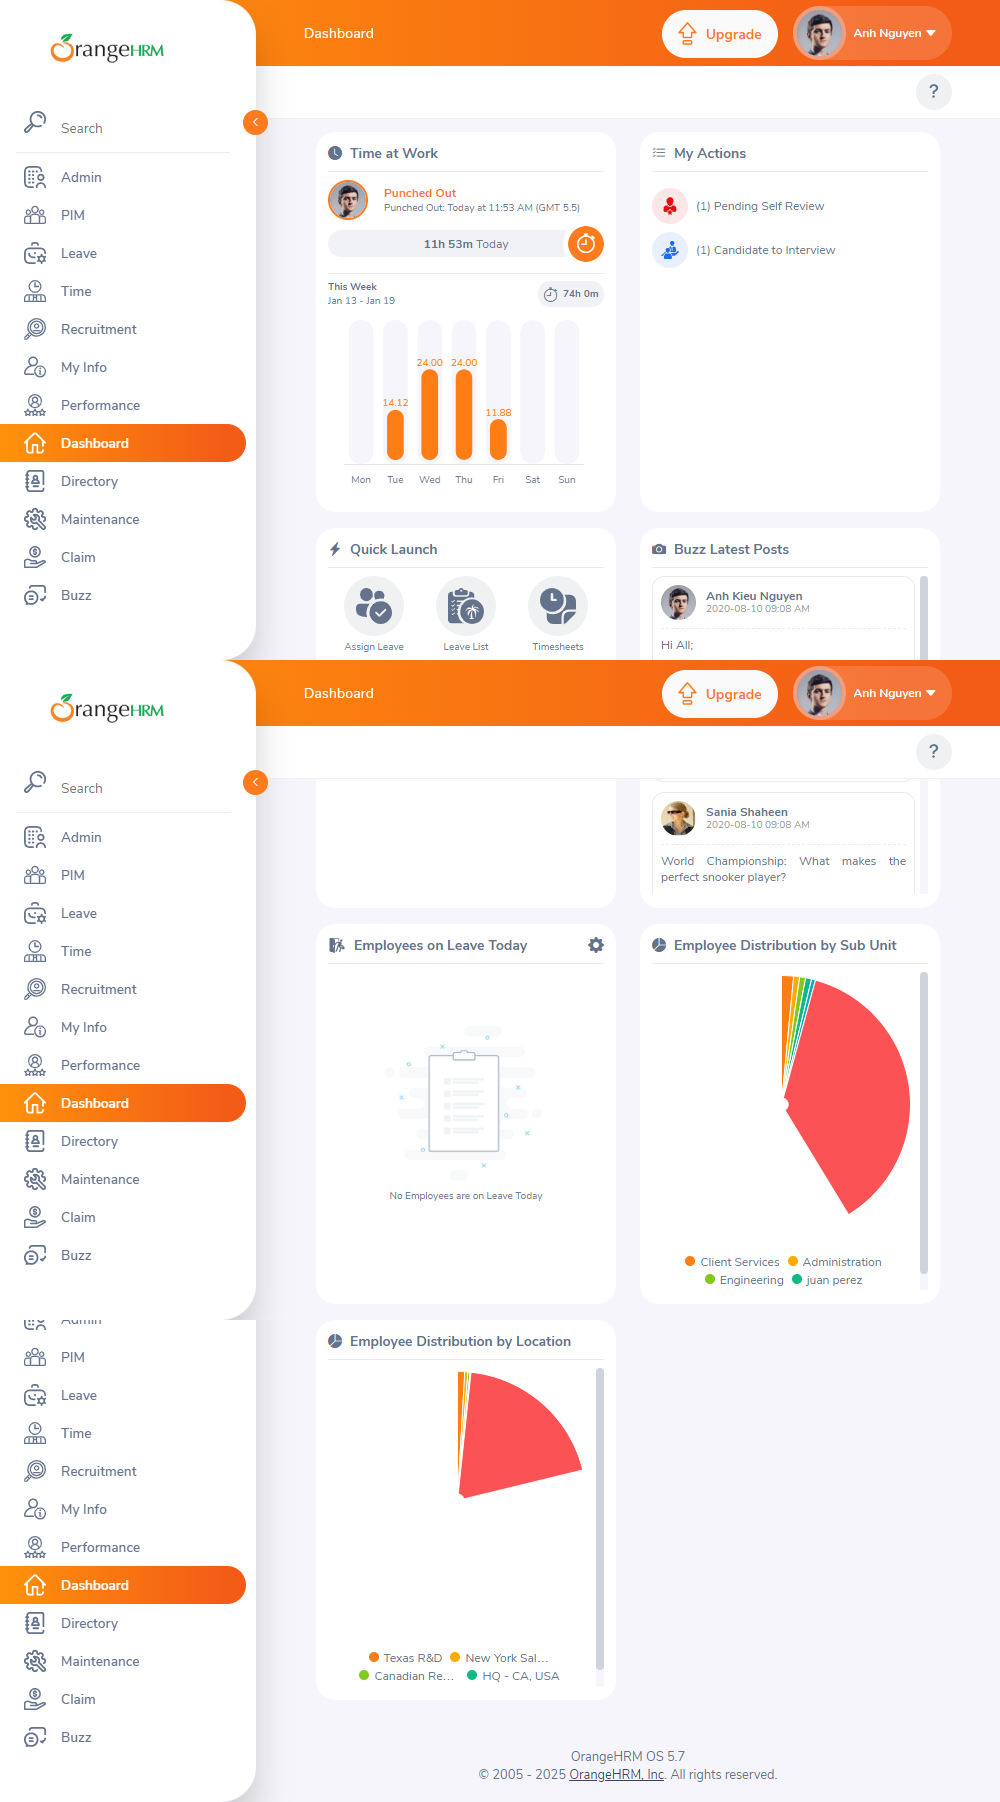 OrangeHRM
Search
Admin
PIM
Leave
Time
Recruitment
My Info
Performance
Dashboard
Directory
Maintenance
Claim
Buzz
Dashboard
Upgrade
Anh Nguyen
?
Time at Work
Punched Out
Punched Out: Today at 11:53 AM (GMT 5.5)
11h 53m Today
This Week
Jan 13 - Jan 19
74h 0m
14.12
24.00
24.00
11.88
Mon Tue Wed Thu Fri Sat Sun
My Actions
(1) Pending Self Review
(1) Candidate to Interview
Quick Launch
Assign Leave
Leave List
Timesheets
Buzz Latest Posts
Anh Kieu Nguyen
2020-08-10 09:08 AM
Hi All;
OrangeHRM
Search
Admin
PIM
Leave
Time
Recruitment
My Info
Performance
Dashboard
Directory
Maintenance
Claim
Buzz
Dashboard
Upgrade
Anh Nguyen
?
Sania Shaheen
2020-08-10 09:08 AM
World Championship: What makes the
perfect snooker player?
Employees on Leave Today
No Employees are on Leave Today
Employee Distribution by Sub Unit
Client Services Administration
Engineering juan perez
Admin
PIM
Leave
Time
Recruitment
My Info
Performance
Dashboard
Directory
Maintenance
Claim
Buzz
Employee Distribution by Location
Texas R&D New York Sal...
Canadian Re... HQ - CA, USA
OrangeHRM OS 5.7
© 2005 - 2025 OrangeHRM, Inc. All rights reserved.